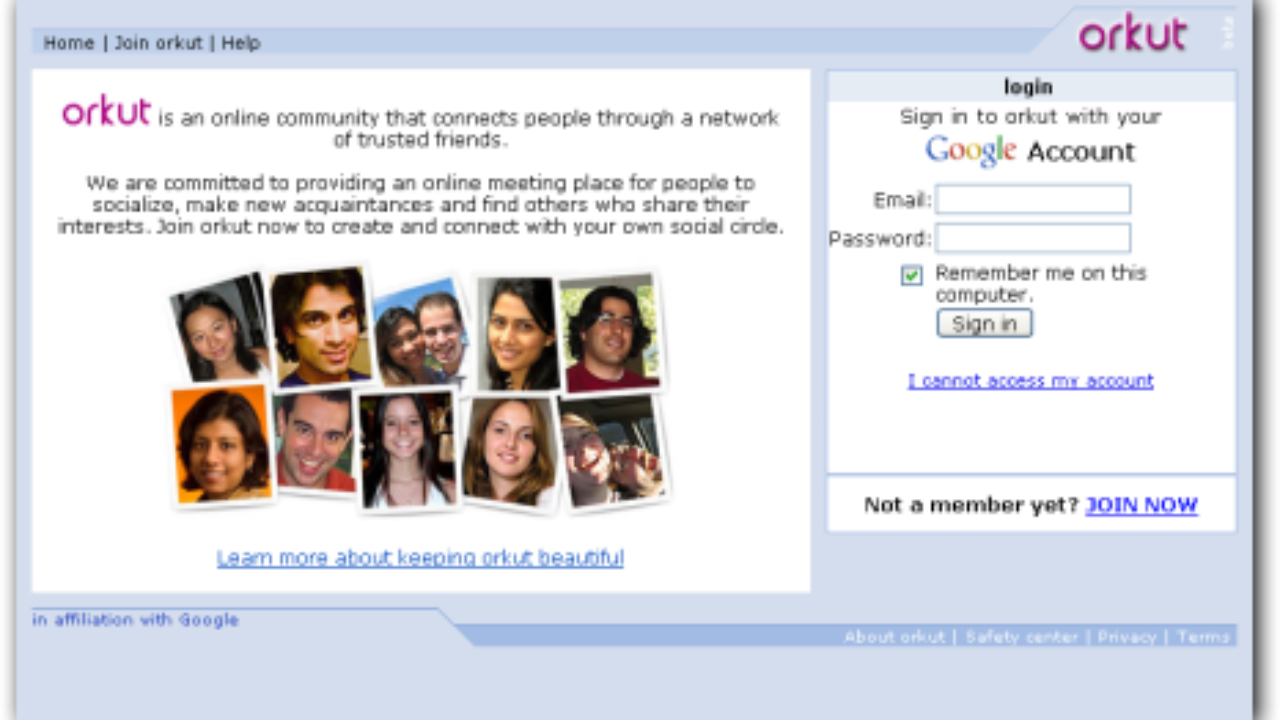 Home | Join orkut | Help
orkut
beta
orkut is an online community that connects people through a network
of trusted friends.
We are committed to providing an online meeting place for people to
socialize, make new acquaintances and find others who share their
interests. Join orkut now to create and connect with your own social circle.
Learn more about keeping orkut beautiful
login
Sign in to orkut with your
Google Account
Email:
Password:
Remember me on this
computer.
Sign in
I cannot access my account
Not a member yet? JOIN NOW
in affiliation with Google
About orkut | Safety center | Privacy | Terms